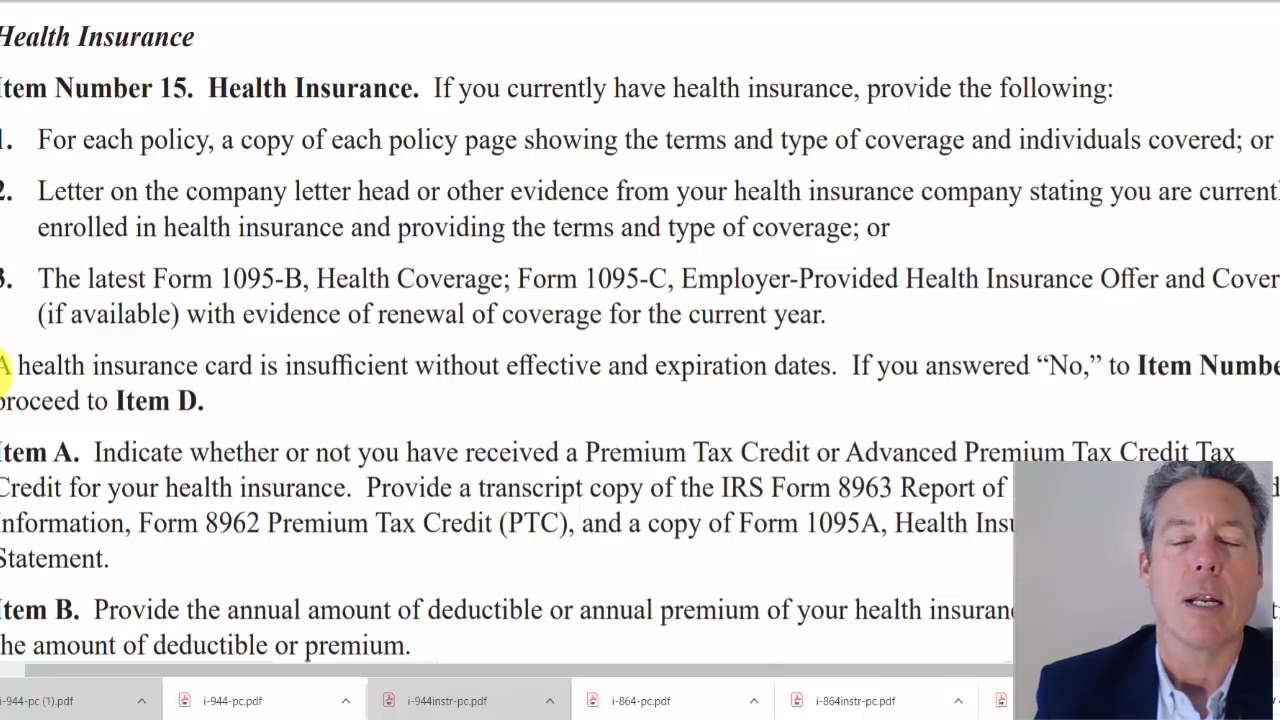 Health Insurance
Item Number 15. Health Insurance. If you currently have health insurance, provide the following:
1. For each policy, a copy of each policy page showing the terms and type of coverage and individuals covered; or
2. Letter on the company letter head or other evidence from your health insurance company stating you are currentl
enrolled in health insurance and providing the terms and type of coverage; or
3. The latest Form 1095-B, Health Coverage; Form 1095-C, Employer-Provided Health Insurance Offer and Cover
(if available) with evidence of renewal of coverage for the current year.
A health insurance card is insufficient without effective and expiration dates. If you answered “No,” to Item Numbe
proceed to Item D.
Item A. Indicate whether or not you have received a Premium Tax Credit or Advanced Premium Tax Credit Tax
Credit for your health insurance. Provide a transcript copy of the IRS Form 8963 Report of
Information, Form 8962 Premium Tax Credit (PTC), and a copy of Form 1095A, Health Insu
Statement.
Item B. Provide the annual amount of deductible or annual premium of your health insuran
the amount of deductible or premium.
i-944-pc (1).pdf i-944-pc.pdf i-944instr-pc.pdf i-864-pc.pdf i-864instr-pc.pdf